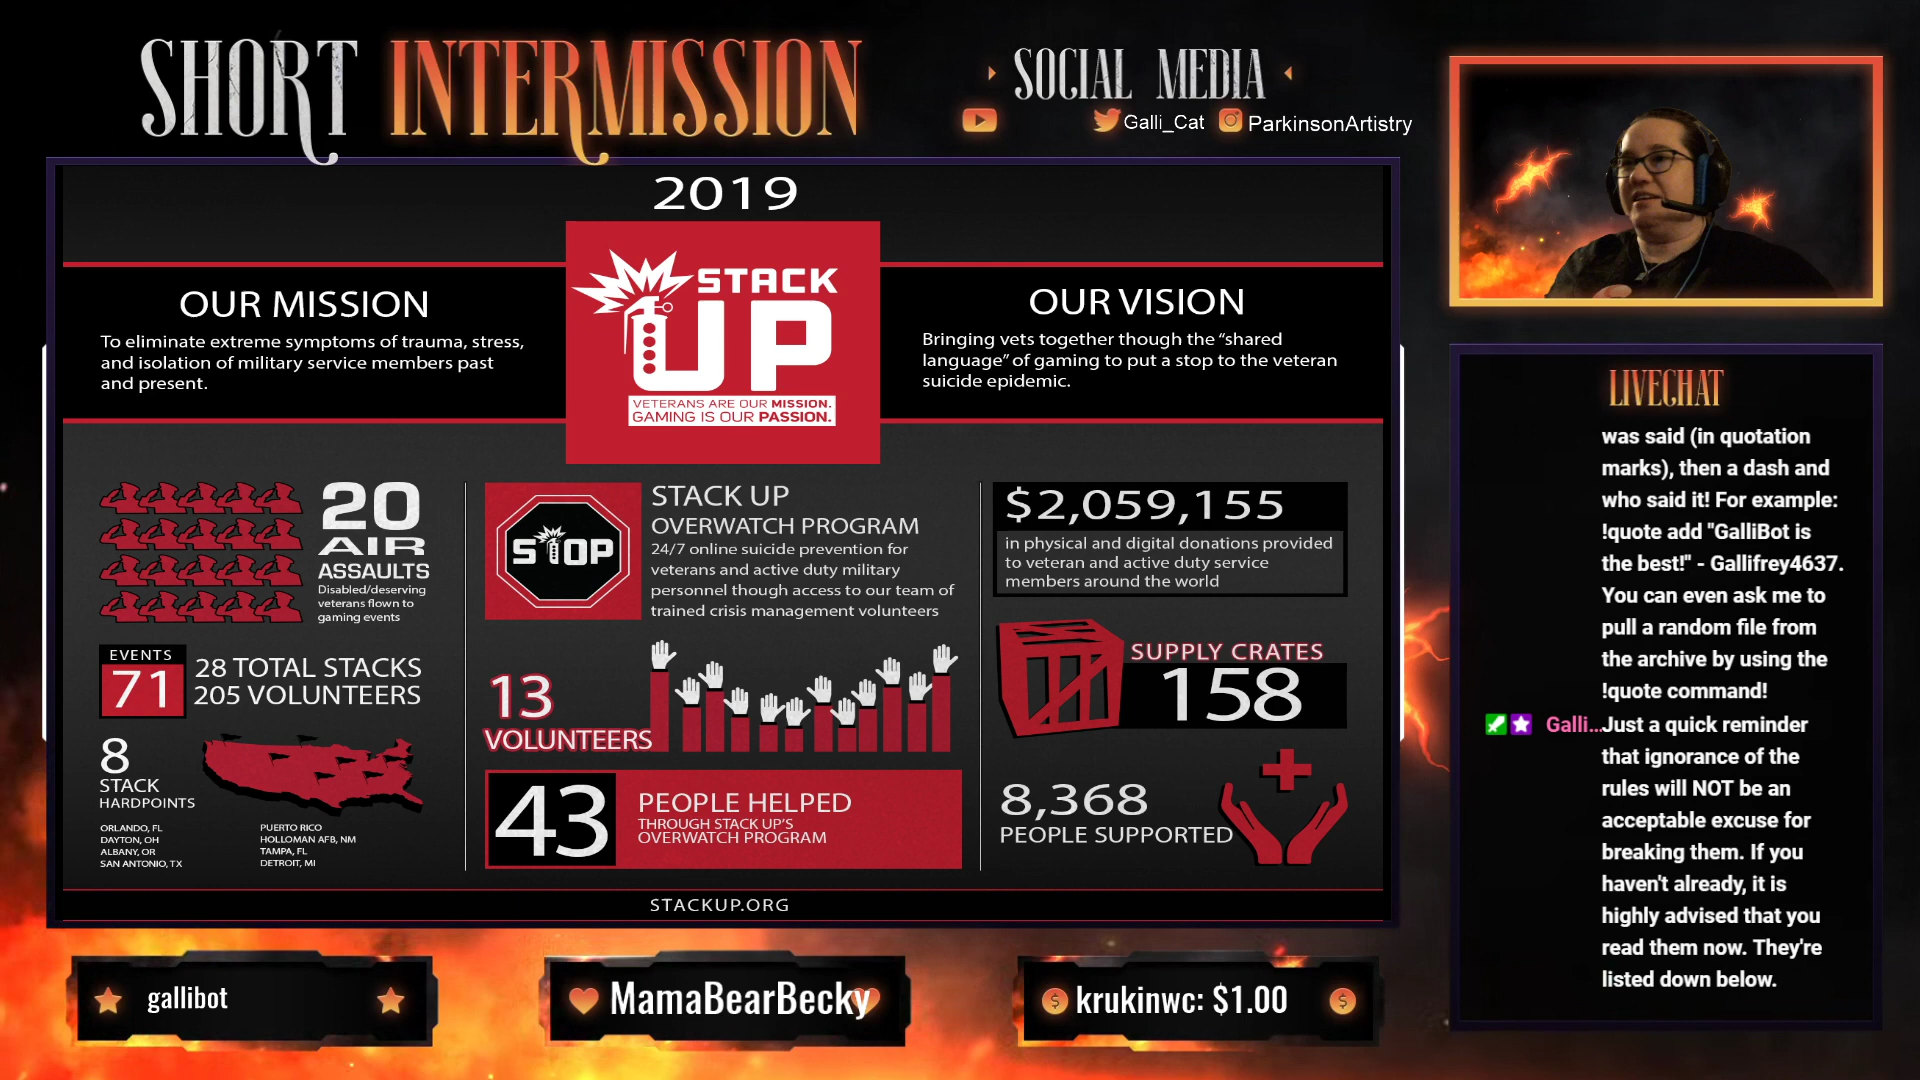 SHORT INTERMISSION
SOCIAL MEDIA
Galli_Cat
ParkinsonArtistry
2019
STACK
UP
VETERANS ARE OUR MISSION.
GAMING IS OUR PASSION.
OUR MISSION
To eliminate extreme symptoms of trauma, stress,
and isolation of military service members past
and present.
OUR VISION
Bringing vets together though the “shared
language” of gaming to put a stop to the veteran
suicide epidemic.
20
AIR
ASSAULTS
Disabled/deserving
veterans flown to
gaming events
EVENTS
71
28 TOTAL STACKS
205 VOLUNTEERS
8
STACK
HARDPOINTS
ORLANDO, FL
DAYTON, OH
ALBANY, OR
SAN ANTONIO, TX
PUERTO RICO
HOLLOMAN AFB, NM
TAMPA, FL
DETROIT, MI
STOP
STACK UP
OVERWATCH PROGRAM
24/7 online suicide prevention for
veterans and active duty military
personnel though access to our team of
trained crisis management volunteers
13
VOLUNTEERS
43
PEOPLE HELPED
THROUGH STACK UP'S
OVERWATCH PROGRAM
$2,059,155
in physical and digital donations provided
to veteran and active duty service
members around the world
SUPPLY CRATES
158
8,368
PEOPLE SUPPORTED
STACKUP.ORG
gallibot
MamaBearBecky
krukinwc: $1.00
LIVECHAT
was said (in quotation
marks), then a dash and
who said it! For example:
!quote add "GalliBot is
the best!" - Gallifrey4637.
You can even ask me to
pull a random file from
the archive by using the
!quote command!
Galli... Just a quick reminder
that ignorance of the
rules will NOT be an
acceptable excuse for
breaking them. If you
haven't already, it is
highly advised that you
read them now. They're
listed down below.